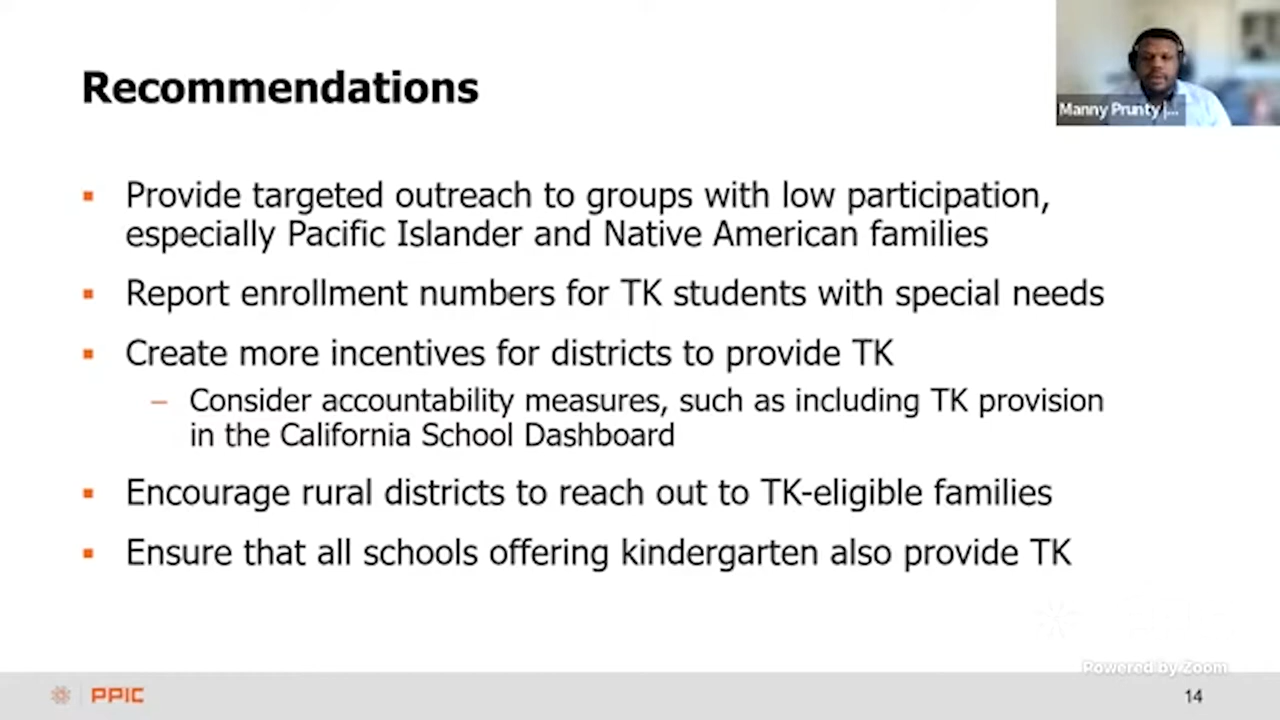 Recommendations
Manny Prunty |...
▪ Provide targeted outreach to groups with low participation,
especially Pacific Islander and Native American families
▪ Report enrollment numbers for TK students with special needs
▪ Create more incentives for districts to provide TK
– Consider accountability measures, such as including TK provision
in the California School Dashboard
▪ Encourage rural districts to reach out to TK-eligible families
▪ Ensure that all schools offering kindergarten also provide TK
Powered by Zoom
PPIC
14